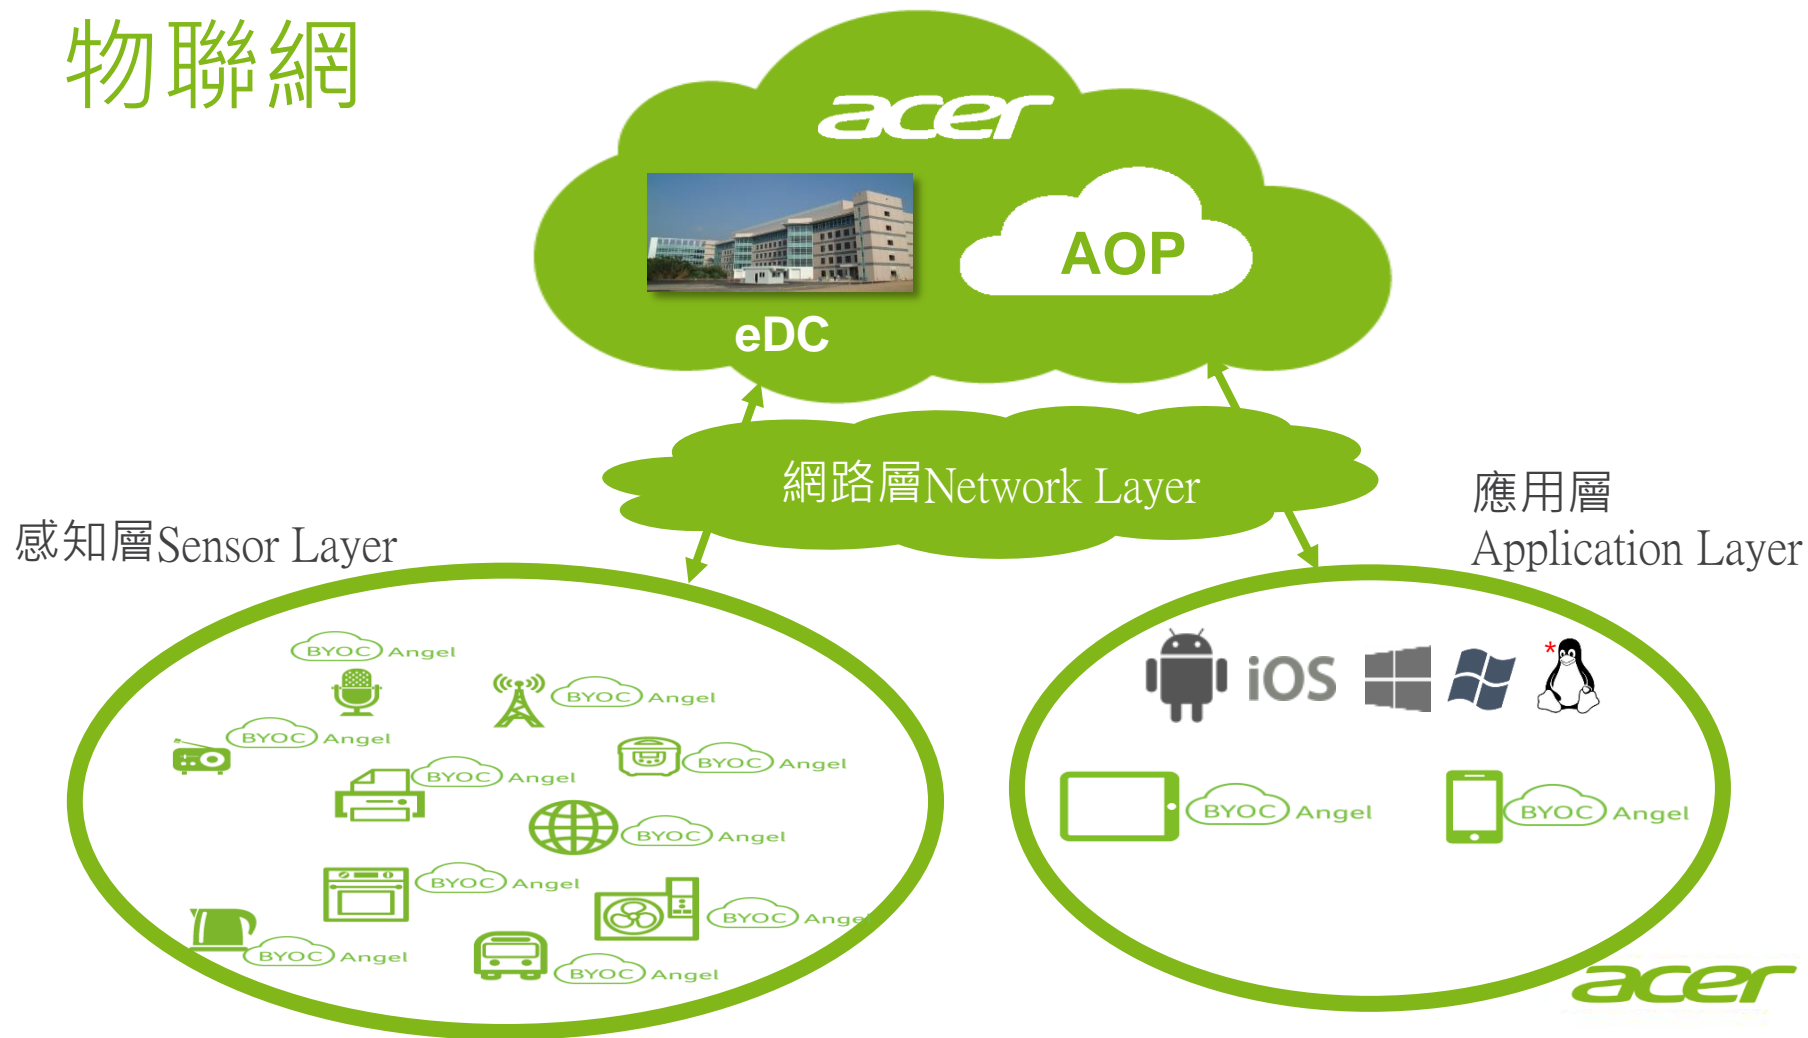 物聯網
acer
AOP
eDC
網路層Network Layer
感知層Sensor Layer
應用層
Application Layer
BYOC Angel
BYOC Angel
BYOC Angel
BYOC Angel
BYOC Angel
BYOC Angel
BYOC Angel
BYOC Angel
BYOC Angel
BYOC Angel
iOS
*
BYOC Angel
BYOC Angel
acer